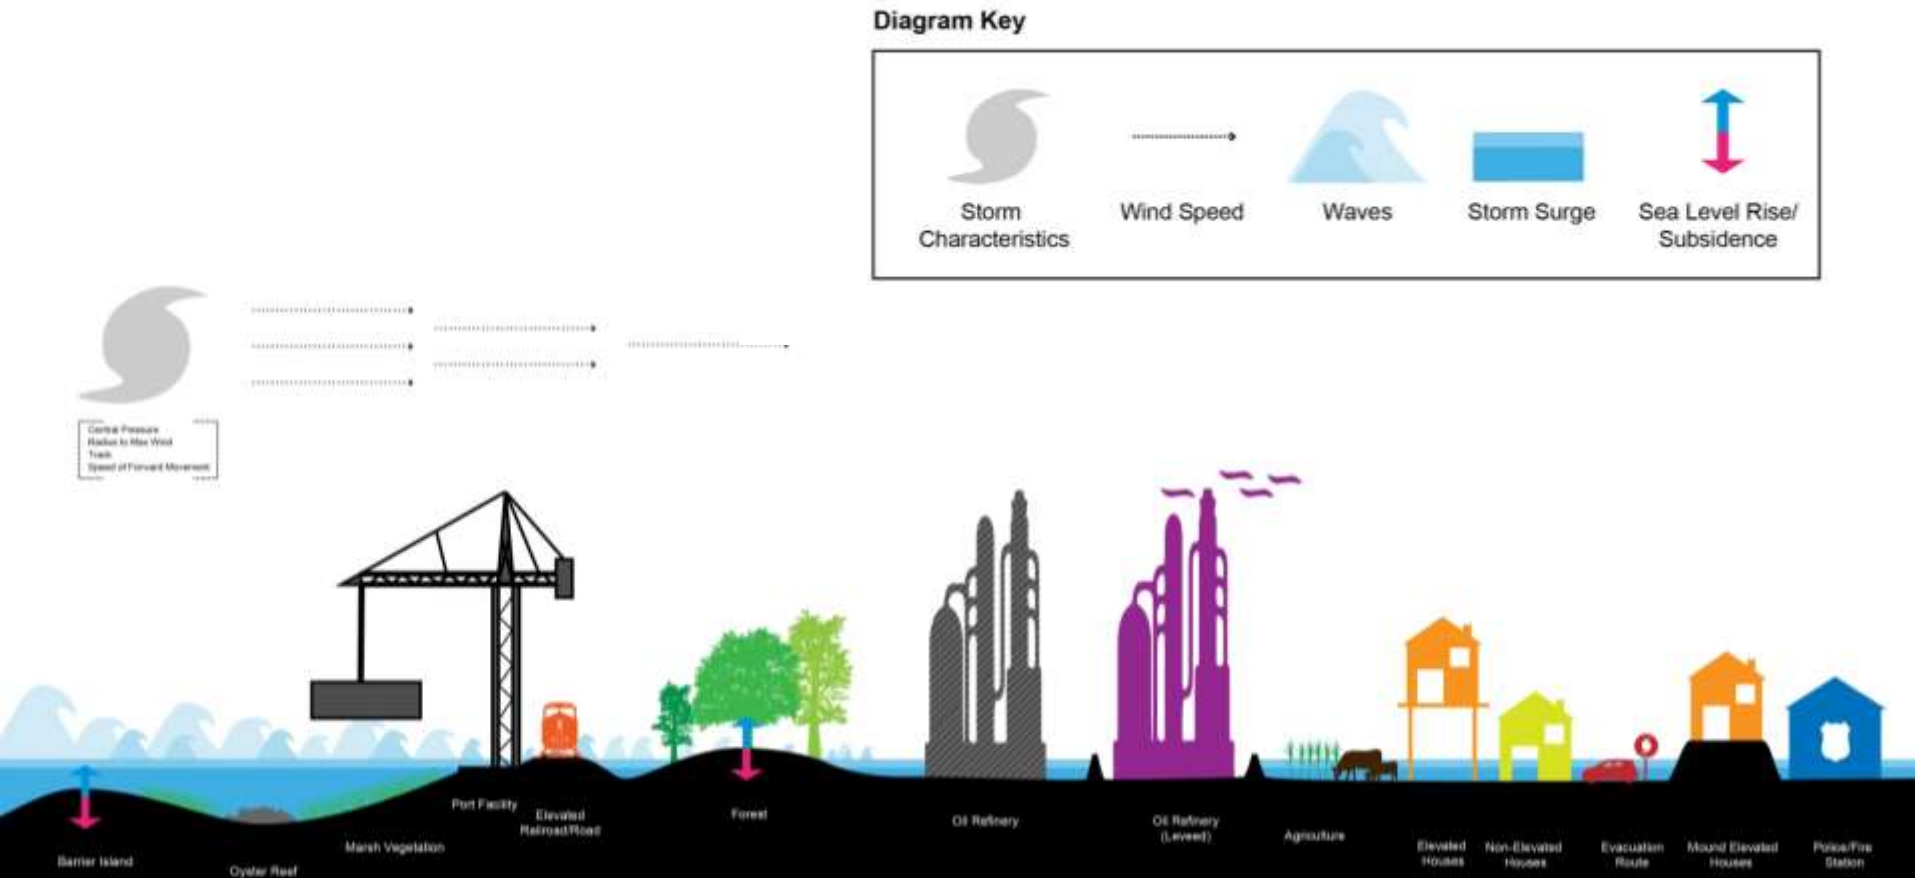 Diagram Key
Storm
Characteristics
Wind Speed
Waves
Storm Surge
Sea Level Rise/
Subsidence
Central Pressure
Radius to Max Wind
Track
Speed of Forward Movement
Barrier Island
Oyster Reef
Marsh Vegetation
Port Facility
Elevated
Railroad/Road
Forest
Oil Refinery
Oil Refinery
(Leveed)
Agriculture
Elevated
Houses
Non-Elevated
Houses
Evacuation
Route
Mound Elevated
Houses
Police/Fire
Station